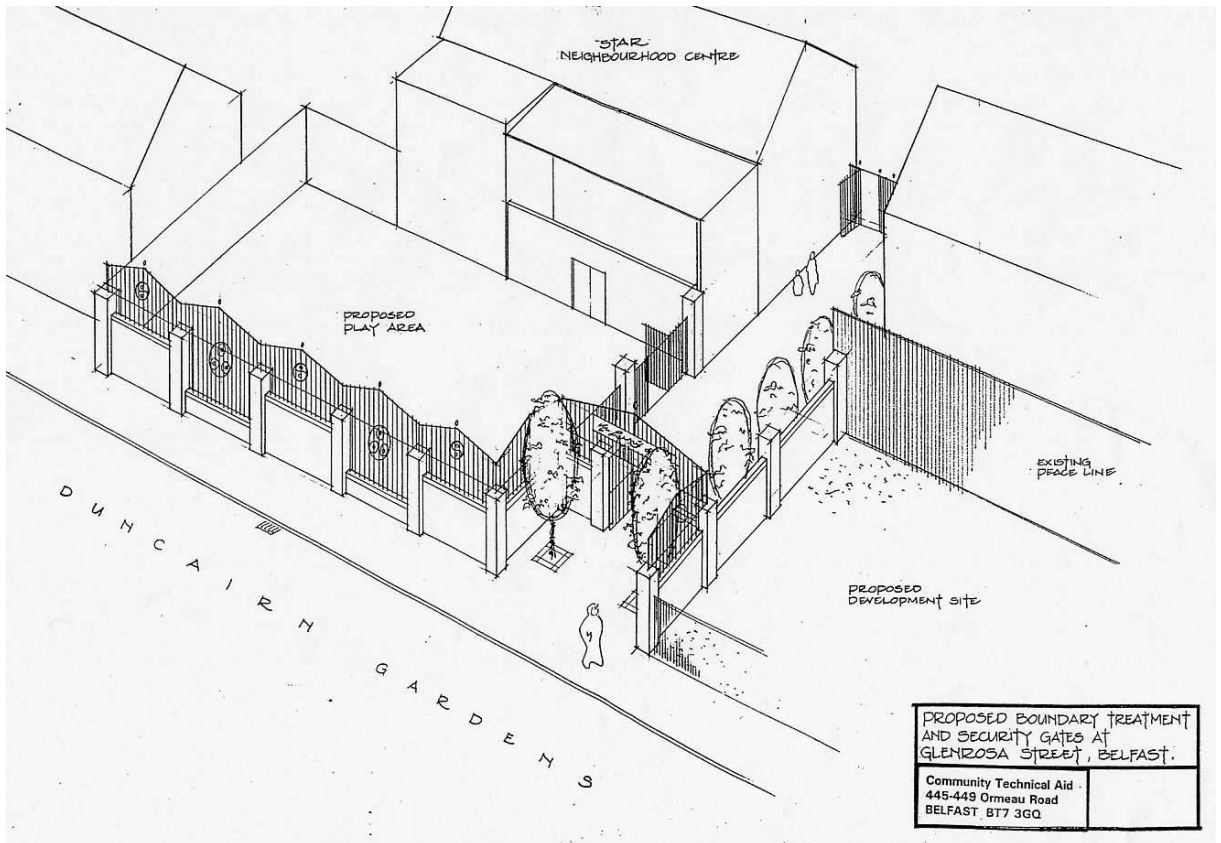 STAR
NEIGHBOURHOOD CENTRE
PROPOSED
PLAY AREA
EXISTING
PEACE LINE
PROPOSED
DEVELOPMENT SITE
DUNCAIRN GARDENS
PROPOSED BOUNDARY TREATMENT
AND SECURITY GATES AT
GLENROSA STREET, BELFAST.
Community Technical Aid
445-449 Ormeau Road
BELFAST BT7 3GQ